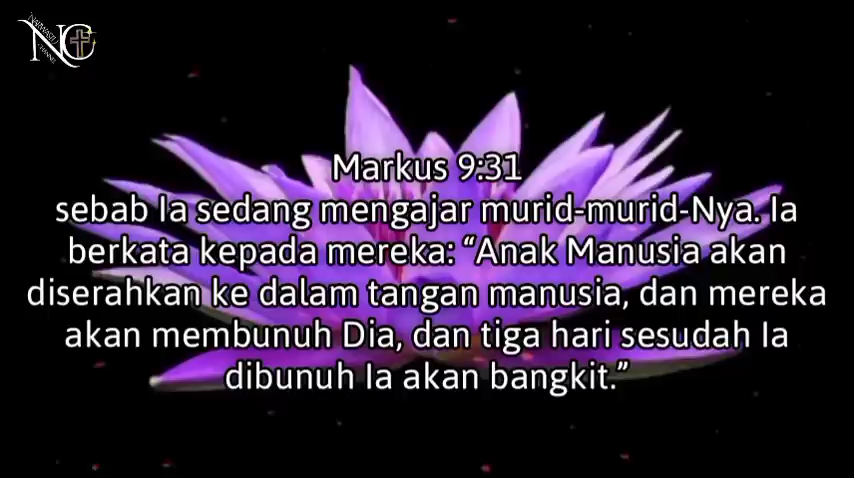 NC
Markus 9:31
sebab Ia sedang mengajar murid-murid-Nya. Ia
berkata kepada mereka: “Anak Manusia akan
diserahkan ke dalam tangan manusia, dan mereka
akan membunuh Dia, dan tiga hari sesudah Ia
dibunuh Ia akan bangkit.”